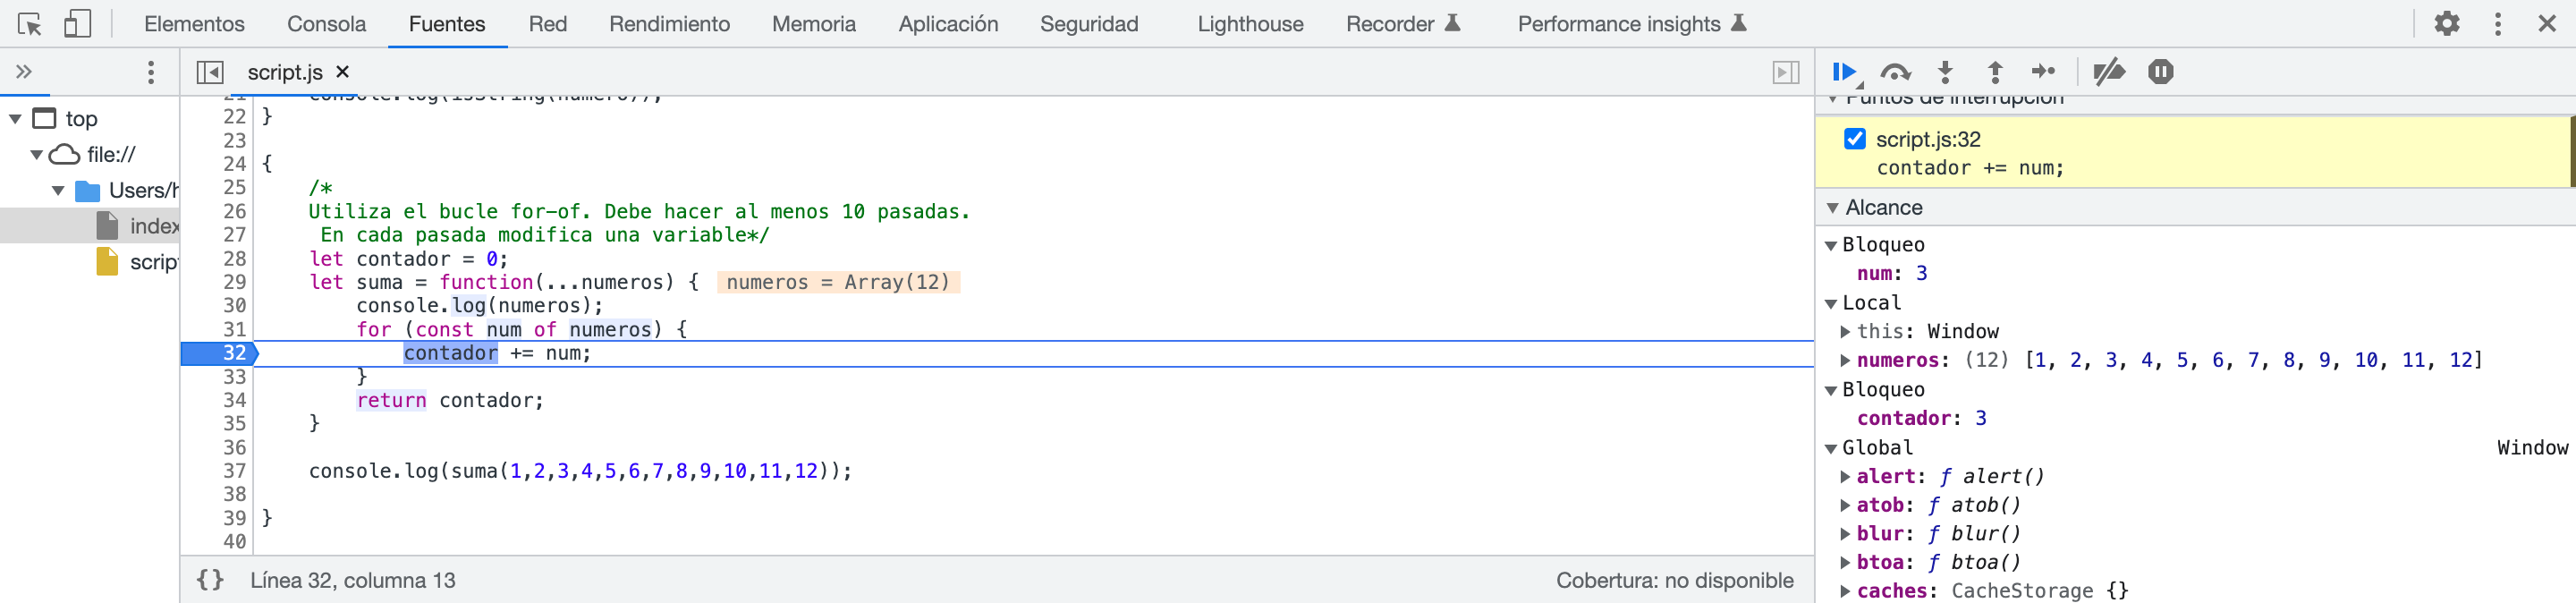 Elementos Consola Fuentes Red Rendimiento Memoria Aplicación Seguridad Lighthouse Recorder Performance insights
script.js
top
file://
Users/h
index
scrip
21 console.log(isString(numero));
22 }
23
24 {
25 /*
26 Utiliza el bucle for-of. Debe hacer al menos 10 pasadas.
27 En cada pasada modifica una variable*/
28 let contador = 0;
29 let suma = function(...numeros) { numeros = Array(12)
30 console.log(numeros);
31 for (const num of numeros) {
32 contador += num;
33 }
34 return contador;
35 }
36
37 console.log(suma(1,2,3,4,5,6,7,8,9,10,11,12));
38
39 }
40
{} Línea 32, columna 13 Cobertura: no disponible
Puntos de interrupción
script.js:32
contador += num;
Alcance
Bloqueo
num: 3
Local
this: Window
numeros: (12) [1, 2, 3, 4, 5, 6, 7, 8, 9, 10, 11, 12]
Bloqueo
contador: 3
Global Window
alert: ƒ alert()
atob: ƒ atob()
blur: ƒ blur()
btoa: ƒ btoa()
caches: CacheStorage {}